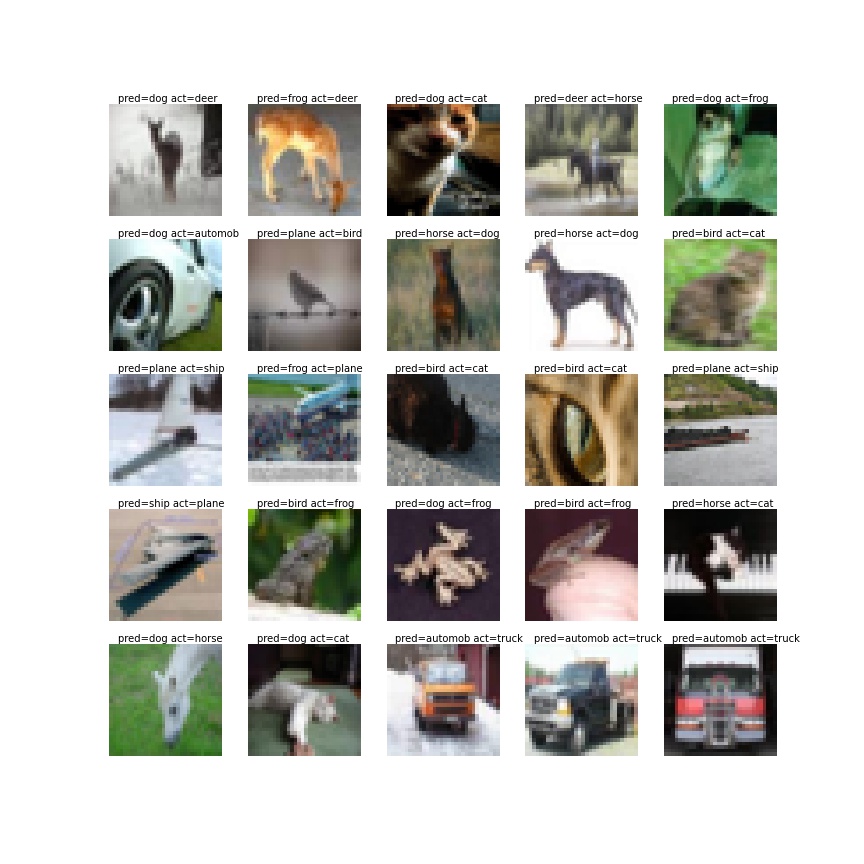 pred=dog act=deer
pred=frog act=deer
pred=dog act=cat
pred=deer act=horse
pred=dog act=frog
pred=dog act=automob
pred=plane act=bird
pred=horse act=dog
pred=horse act=dog
pred=bird act=cat
pred=plane act=ship
pred=frog act=plane
pred=bird act=cat
pred=bird act=cat
pred=plane act=ship
pred=ship act=plane
pred=bird act=frog
pred=dog act=frog
pred=bird act=frog
pred=horse act=cat
pred=dog act=horse
pred=dog act=cat
pred=automob act=truck
pred=automob act=truck
pred=automob act=truck